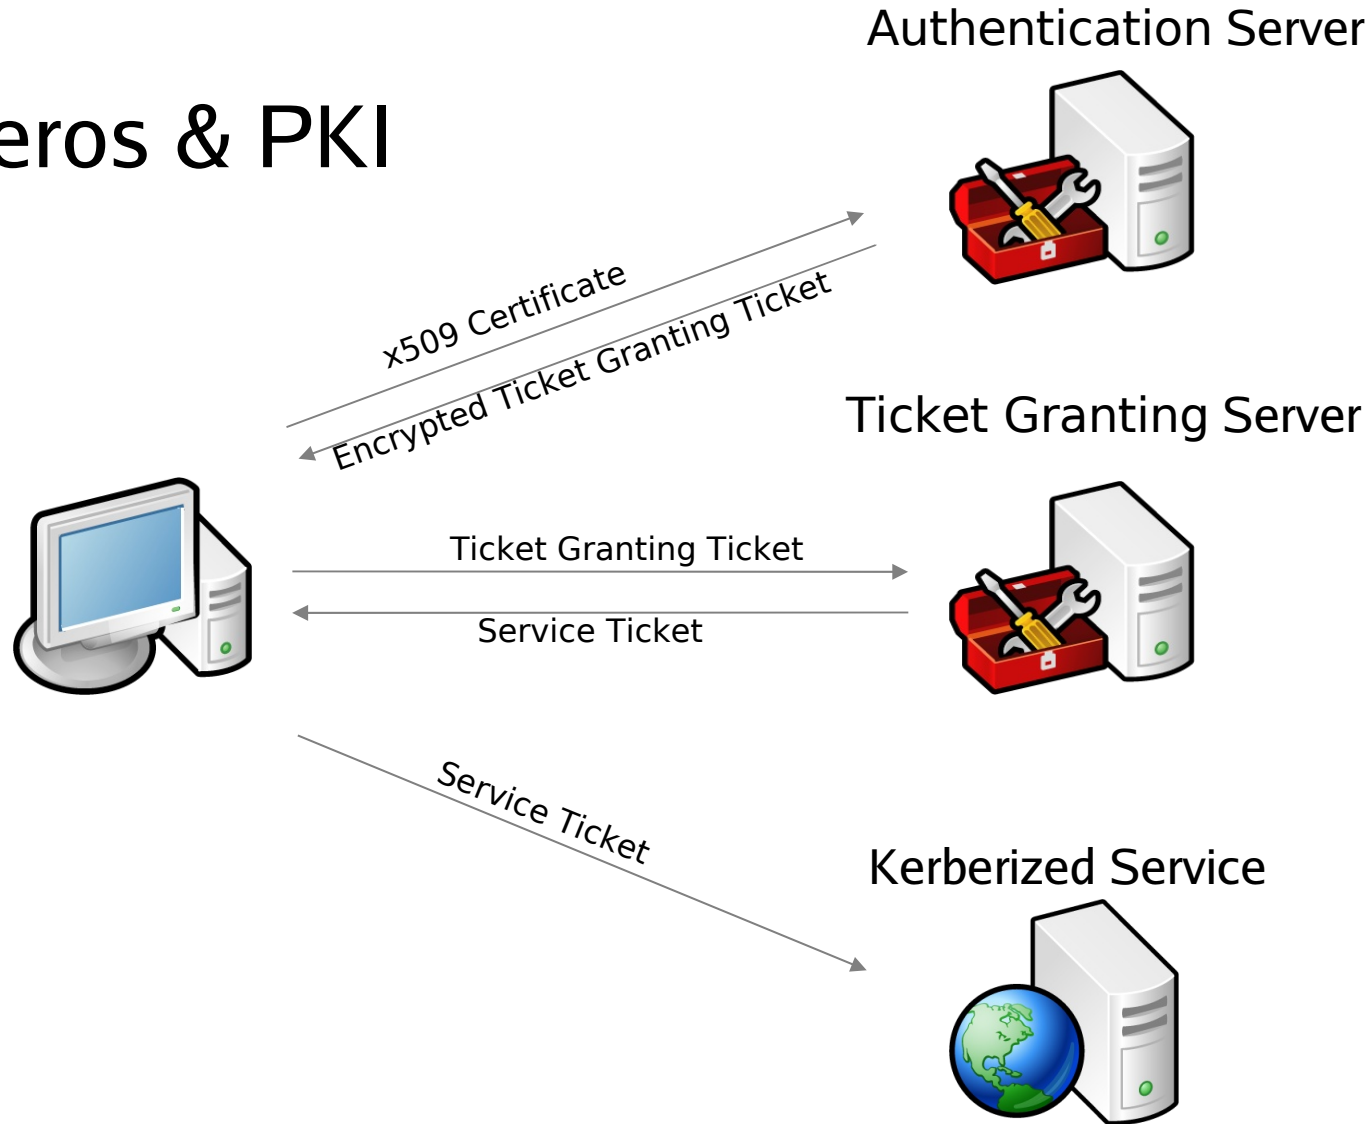 Authentication Server
eros & PKI
x509 Certificate
Encrypted Ticket Granting Ticket
Ticket Granting Server
Ticket Granting Ticket
Service Ticket
Service Ticket
Kerberized Service